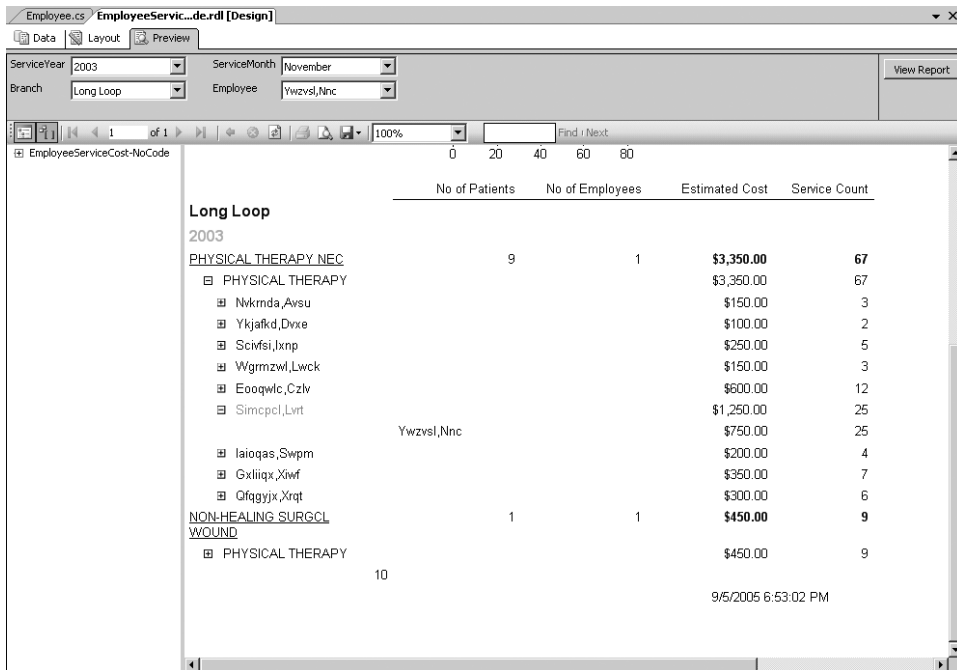 Employee.cs EmployeeServic...de.rdl [Design]
Data Layout Preview
ServiceYear 2003 ServiceMonth November View Report
Branch Long Loop Employee Ywzvsl,Nnc
1 of 1 100% Find | Next
EmployeeServiceCost-NoCode
0 20 40 60 80
No of Patients No of Employees Estimated Cost Service Count
Long Loop
2003
PHYSICAL THERAPY NEC 9 1 $3,350.00 67
PHYSICAL THERAPY $3,350.00 67
Nvkrnda,Avsu $150.00 3
Ykjafkd,Dvxe $100.00 2
Scivfsi,Ixnp $250.00 5
Wgrmzwl,Lwck $150.00 3
Eooqwlc,Czlv $600.00 12
Simcpcl,Lvrt $1,250.00 25
Ywzvsl,Nnc $750.00 25
Iaioqas,Swpm $200.00 4
Gxliiqx,Xiwf $350.00 7
Qfqgyjx,Xrqt $300.00 6
NON-HEALING SURGCL 1 1 $450.00 9
WOUND
PHYSICAL THERAPY $450.00 9
10
9/5/2005 6:53:02 PM